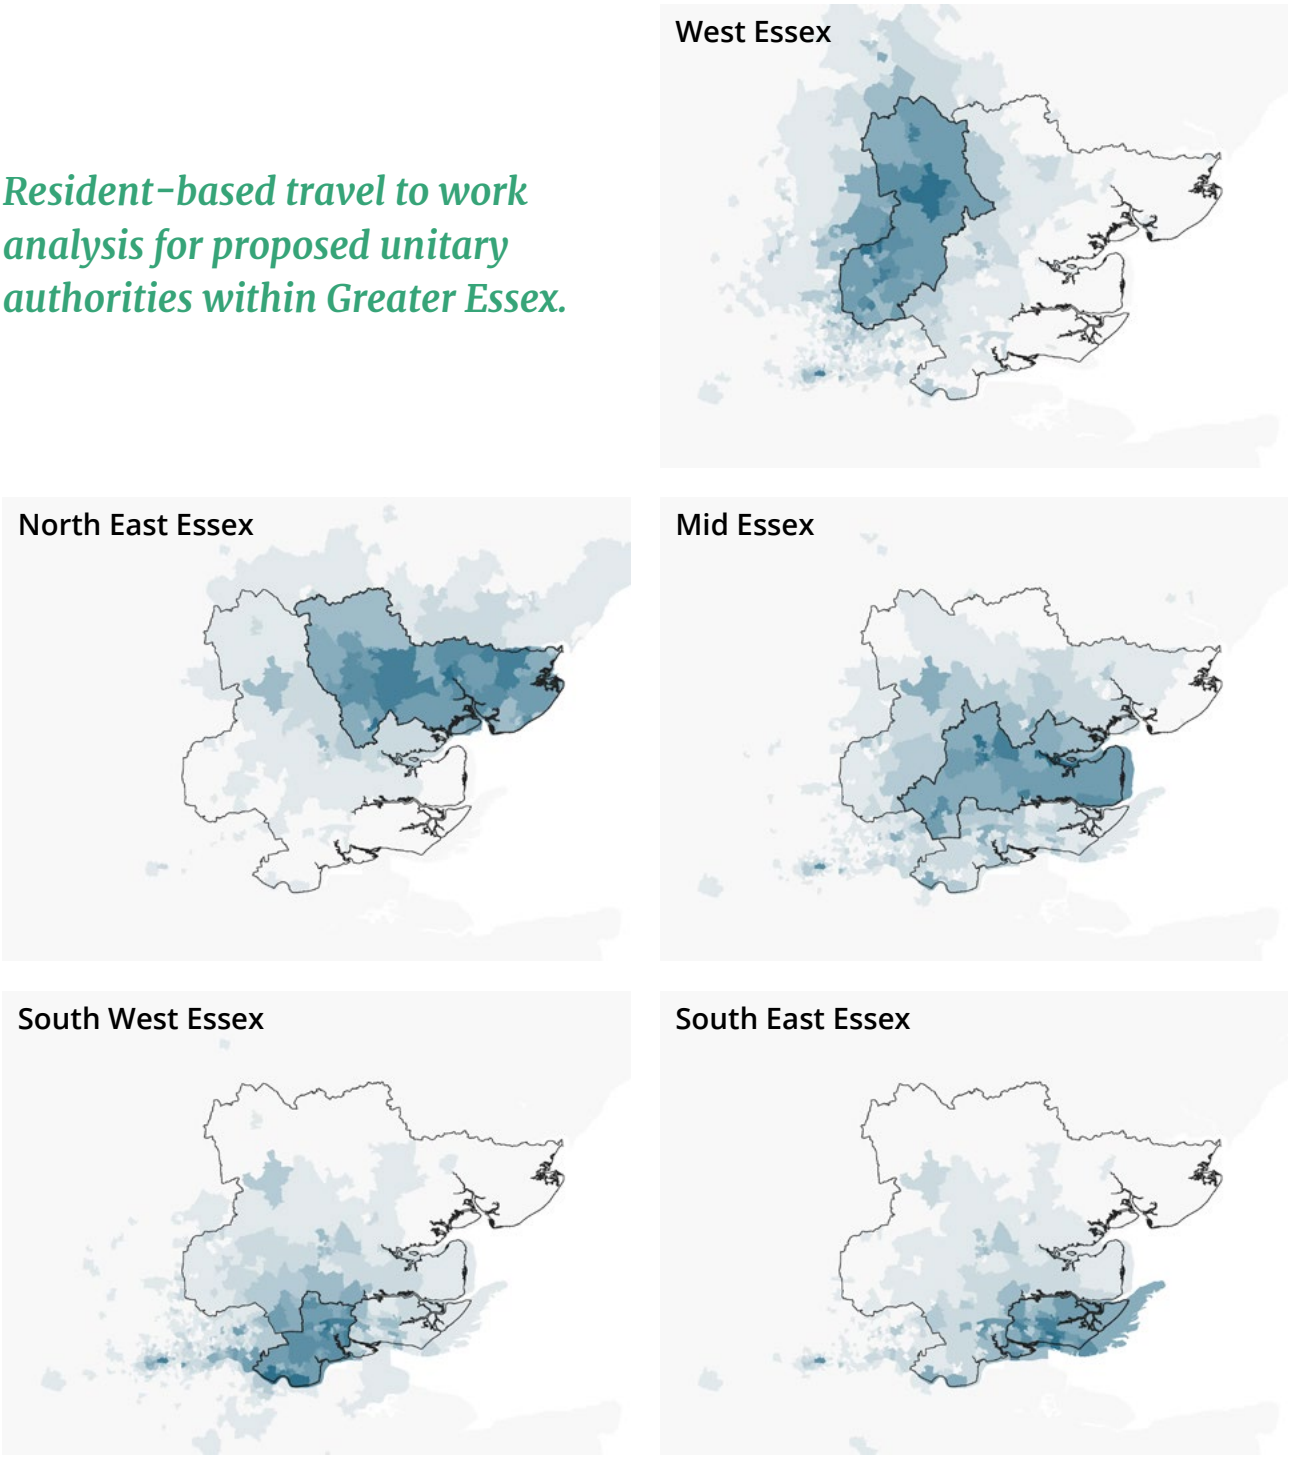 West Essex
Resident-based travel to work
analysis for proposed unitary
authorities within Greater Essex.
North East Essex
Mid Essex
South West Essex
South East Essex